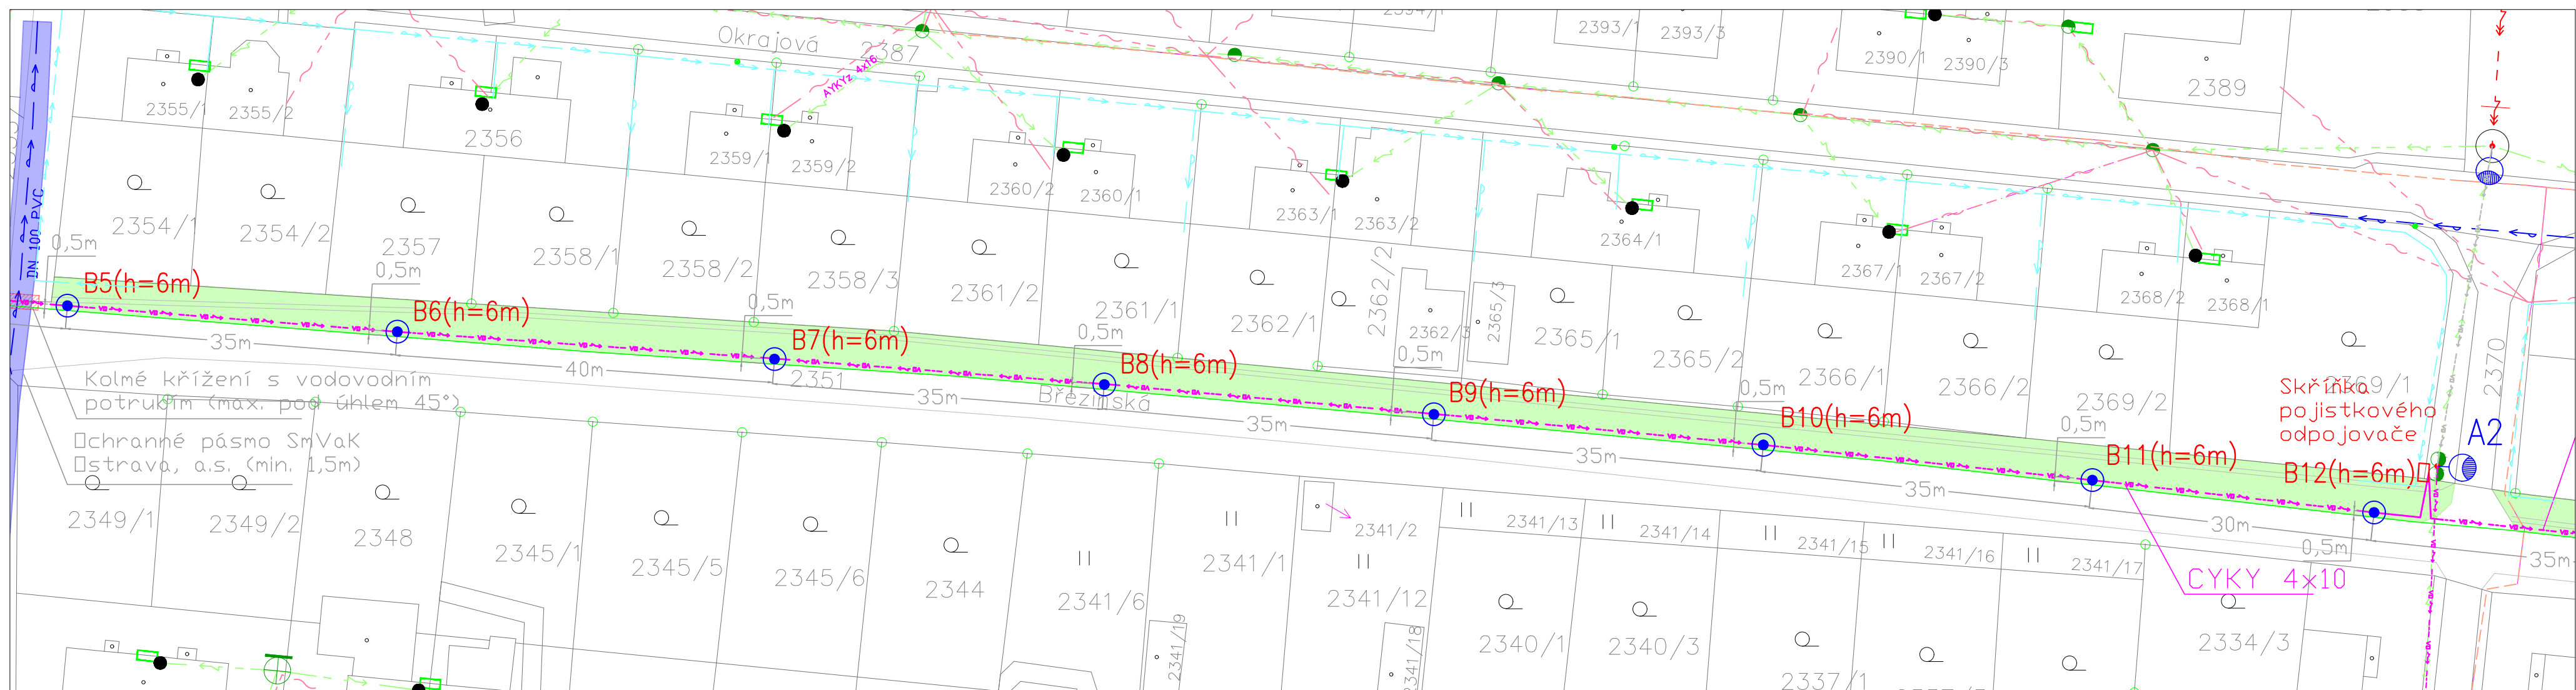 2394/1
2393/1
2393/3
2390/1
2390/3
2389
Okrajová
2387
AYKYz 4x16
2355/1
2355/2
2356
2359/1
2359/2
2360/2
2360/1
2363/1
2363/2
2364/1
2367/1
2367/2
2368/2
2368/1
DN 100 PVC
2354/1
2354/2
2357
2358/1
2358/2
2358/3
2361/2
2361/1
2362/1
2362/2
2362/3
2365/3
2365/1
2365/2
2366/1
2366/2
2369/2
2369/1
2370
0,5m
0,5m
0,5m
0,5m
0,5m
0,5m
0,5m
0,5m
B5(h=6m)
B6(h=6m)
B7(h=6m)
B8(h=6m)
B9(h=6m)
B10(h=6m)
B11(h=6m)
B12(h=6m)
Skříňka
pojistkového
odpojovače
A2
35m
40m
35m
35m
35m
35m
30m
35m
2351
Březinská
Kolmé křížení s vodovodním
potrubím (max. pod úhlem 45°)
chranné pásmo SmVaK
strava, a.s. (min. 1,5m)
CYKY 4x10
2349/1
2349/2
2348
2345/1
2345/5
2345/6
2344
2341/6
2341/1
2341/2
2341/12
2341/13
2341/14
2341/15
2341/16
2341/17
2341/19
2341/18
2340/1
2340/3
2337/1
2334/3